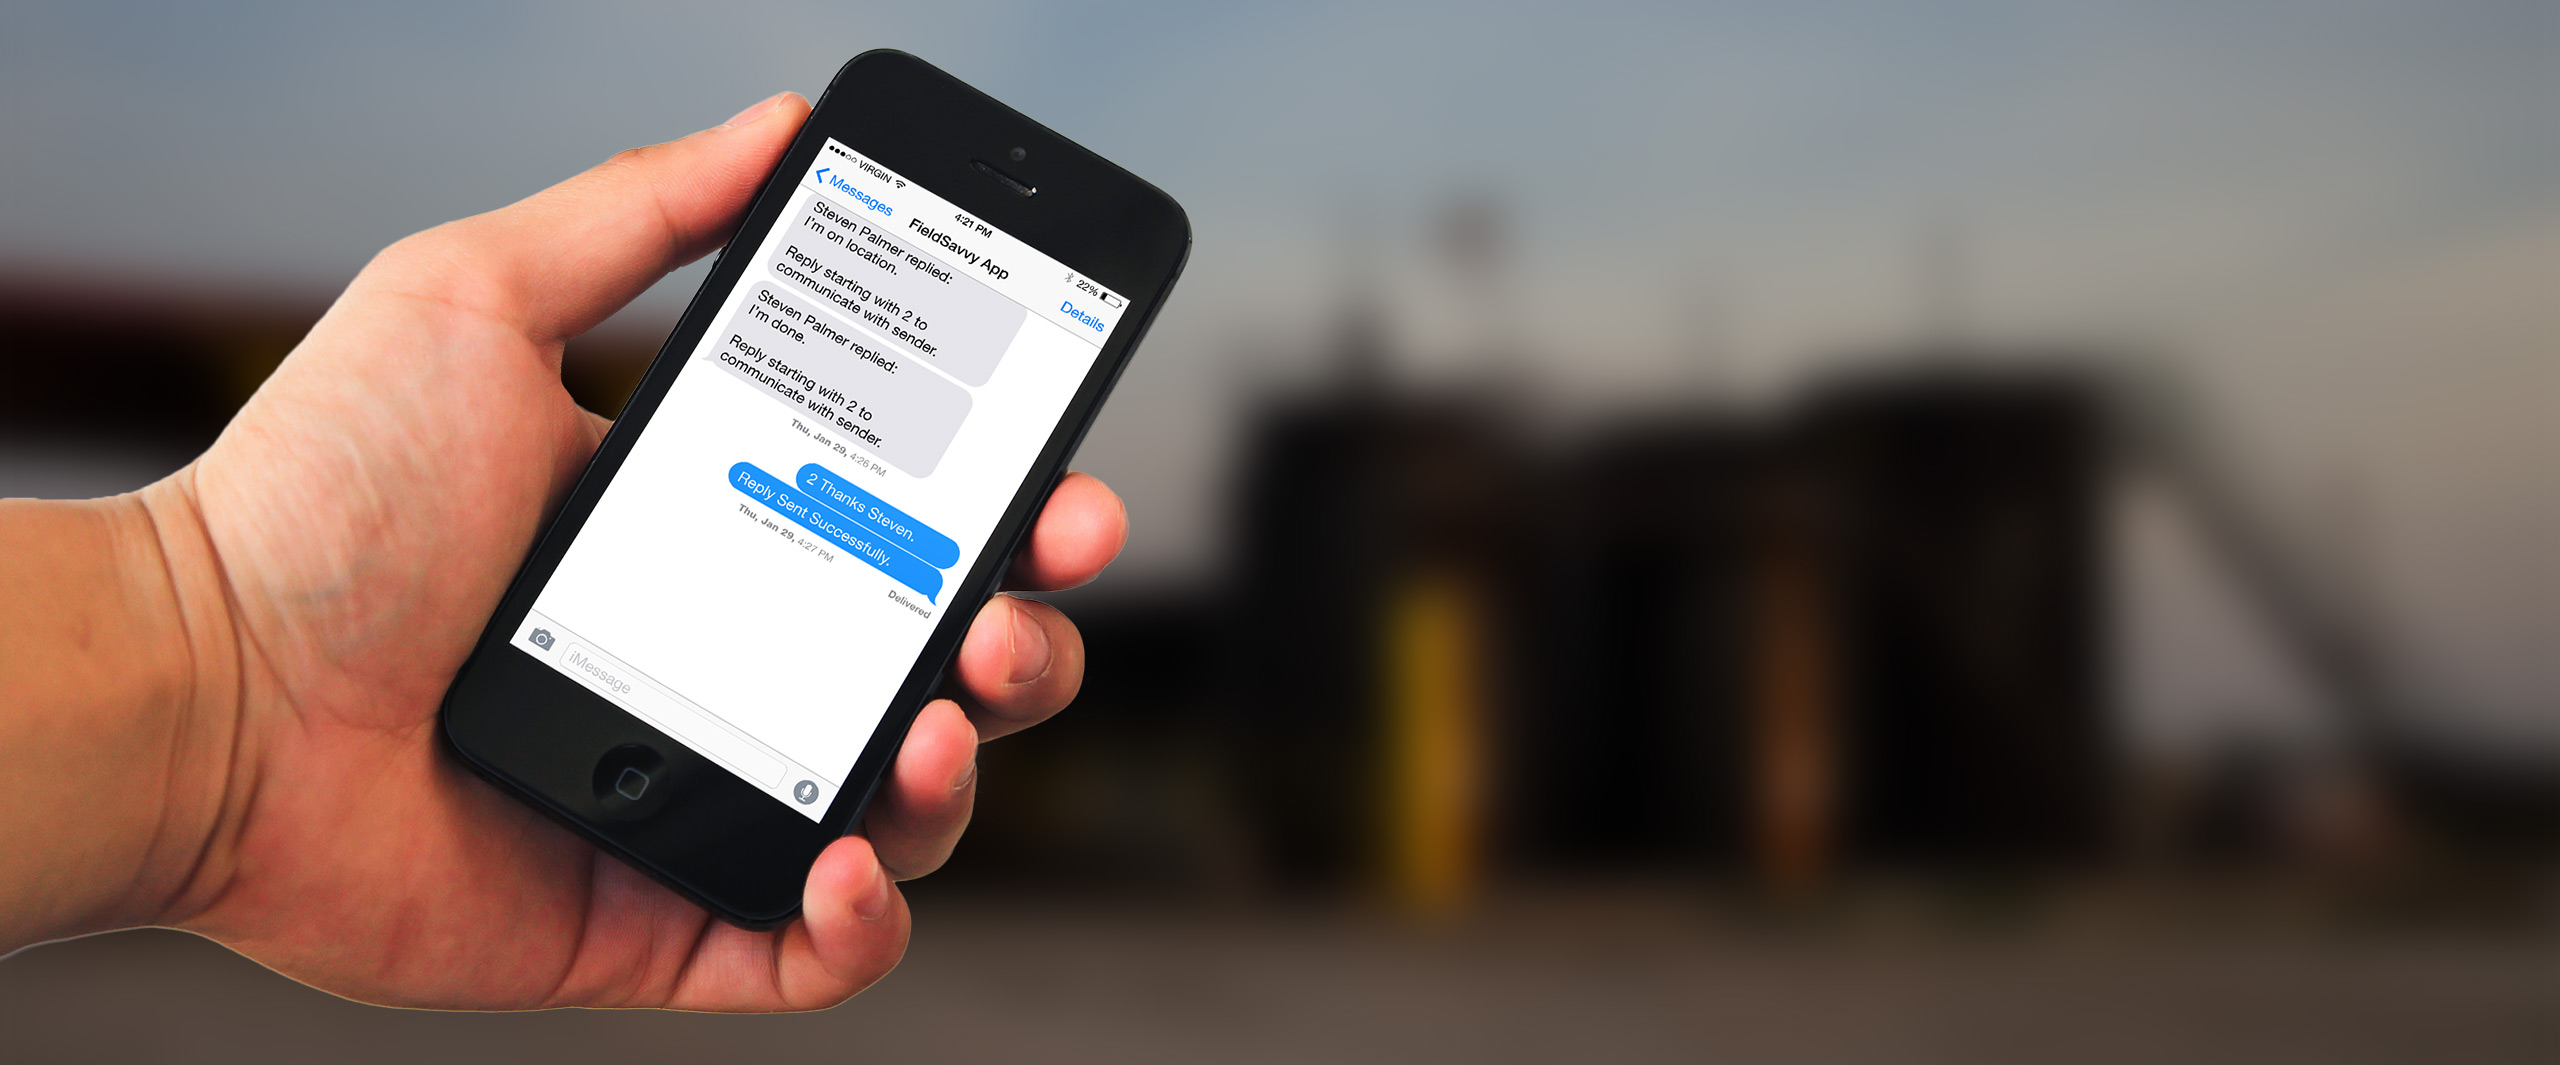 VIRGIN
4:21 PM
22%
Messages
FieldSavvy App
Details
Steven Palmer replied:
I'm on location.
Reply starting with 2 to
communicate with sender.
Steven Palmer replied:
I'm done.
Reply starting with 2 to
communicate with sender.
Thu, Jan 29, 4:26 PM
2 Thanks Steven.
Reply Sent Successfully.
Thu, Jan 29, 4:27 PM
Delivered
iMessage